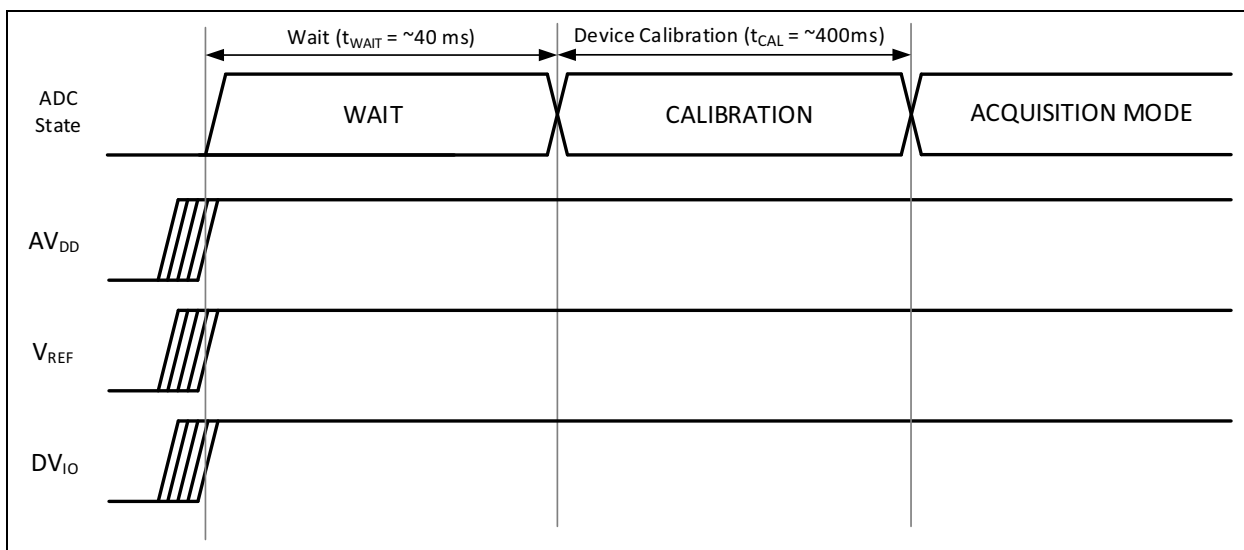 Wait (tWAIT = ~40 ms)
Device Calibration (tCAL = ~400ms)
ADC
State
WAIT
CALIBRATION
ACQUISITION MODE
AVDD
VREF
DVIO